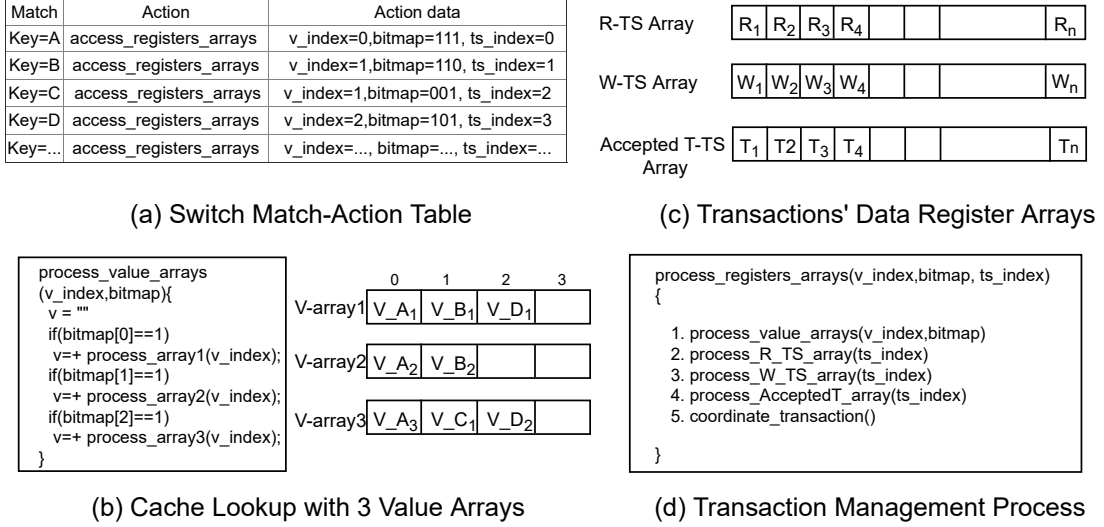 Match Action Action data
Key=A access_registers_arrays v_index=0,bitmap=111, ts_index=0
Key=B access_registers_arrays v_index=1,bitmap=110, ts_index=1
Key=C access_registers_arrays v_index=1,bitmap=001, ts_index=2
Key=D access_registers_arrays v_index=2,bitmap=101, ts_index=3
Key=... access_registers_arrays v_index=..., bitmap=..., ts_index=...
(a) Switch Match-Action Table
R-TS Array R1 R2 R3 R4 Rn
W-TS Array W1 W2 W3 W4 Wn
Accepted T-TS
Array T1 T2 T3 T4 Tn
(c) Transactions' Data Register Arrays
process_value_arrays
(v_index,bitmap){
v = ""
if(bitmap[0]==1)
v=+ process_array1(v_index);
if(bitmap[1]==1)
v=+ process_array2(v_index);
if(bitmap[2]==1)
v=+ process_array3(v_index);
}
0 1 2 3
V-array1 V_A1 V_B1 V_D1
V-array2 V_A2 V_B2
V-array3 V_A3 V_C1 V_D2
(b) Cache Lookup with 3 Value Arrays
process_registers_arrays(v_index,bitmap, ts_index)
{
1. process_value_arrays(v_index,bitmap)
2. process_R_TS_array(ts_index)
3. process_W_TS_array(ts_index)
4. process_AcceptedT_array(ts_index)
5. coordinate_transaction()
}
(d) Transaction Management Process